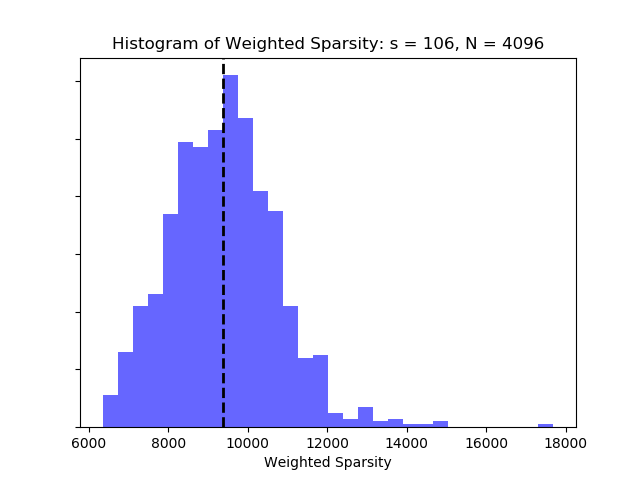 Histogram of Weighted Sparsity: s = 106, N = 4096
6000 8000 10000 12000 14000 16000 18000
Weighted Sparsity